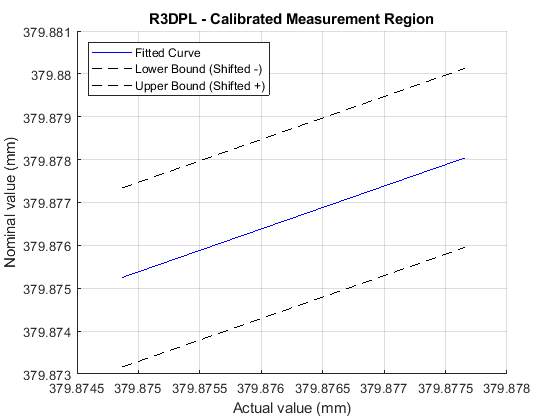 R3DPL - Calibrated Measurement Region
379.881
379.88
379.879
379.878
379.877
379.876
379.875
379.874
379.873
Nominal value (mm)
Fitted Curve
Lower Bound (Shifted -)
Upper Bound (Shifted +)
379.8745 379.875 379.8755 379.876 379.8765 379.877 379.8775 379.878
Actual value (mm)